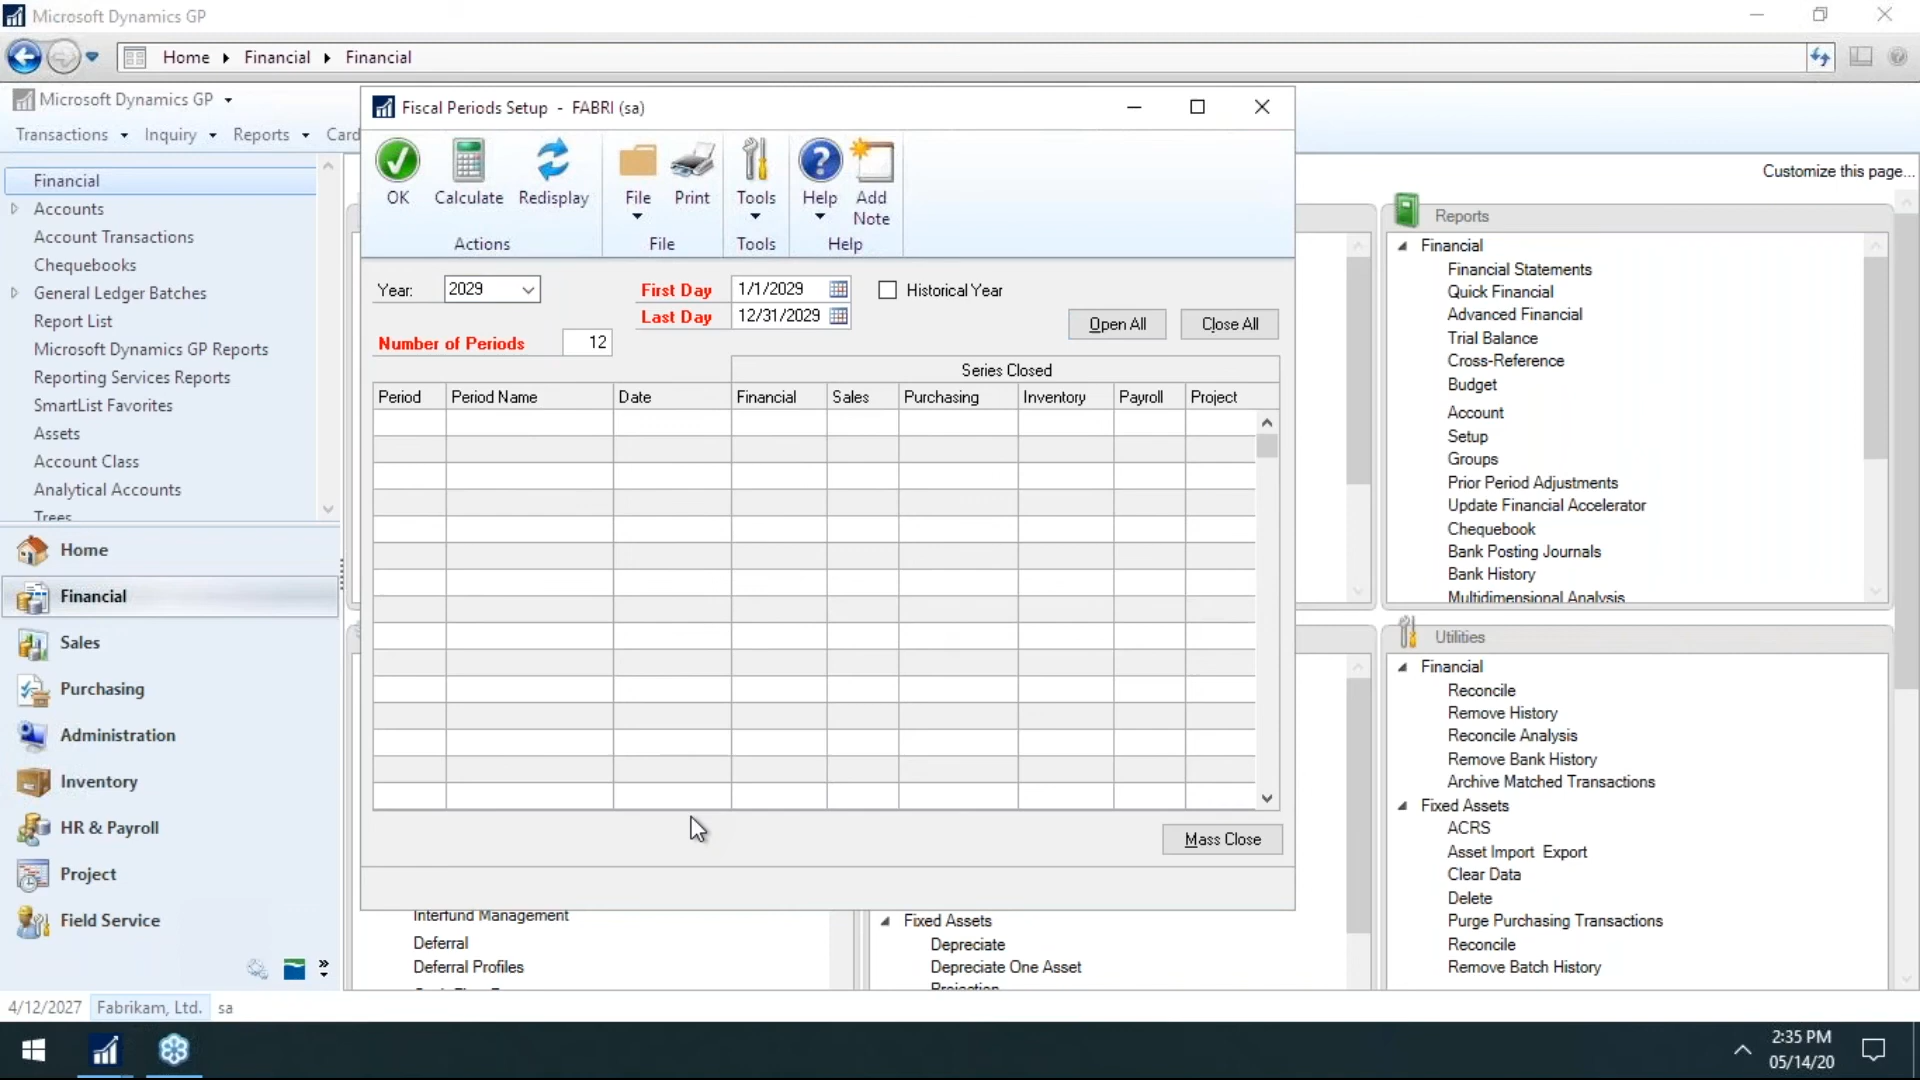 Microsoft Dynamics GP
Home Financial Financial
Microsoft Dynamics GP
Transactions Inquiry Reports Card
Financial
Accounts
Account Transactions
Chequebooks
General Ledger Batches
Report List
Microsoft Dynamics GP Reports
Reporting Services Reports
SmartList Favorites
Assets
Account Class
Analytical Accounts
Trees
Home
Financial
Sales
Purchasing
Administration
Inventory
HR & Payroll
Project
Field Service
Fiscal Periods Setup - FABRI (sa)
OK Calculate Redisplay File Print Tools Help Add Note
Actions File Tools Help
Year: 2029 First Day 1/1/2029 Historical Year
Last Day 12/31/2029 Open All Close All
Number of Periods 12
Series Closed
Period Period Name Date Financial Sales Purchasing Inventory Payroll Project
Mass Close
Interfund Management
Deferral
Deferral Profiles
Fixed Assets
Depreciate
Depreciate One Asset
Projection
Customize this page...
Reports
Financial
Financial Statements
Quick Financial
Advanced Financial
Trial Balance
Cross-Reference
Budget
Account
Setup
Groups
Prior Period Adjustments
Update Financial Accelerator
Chequebook
Bank Posting Journals
Bank History
Multidimensional Analysis
Utilities
Financial
Reconcile
Remove History
Reconcile Analysis
Remove Bank History
Archive Matched Transactions
Fixed Assets
ACRS
Asset Import Export
Clear Data
Delete
Purge Purchasing Transactions
Reconcile
Remove Batch History
4/12/2027 Fabrikam, Ltd. sa
2:35 PM
05/14/20